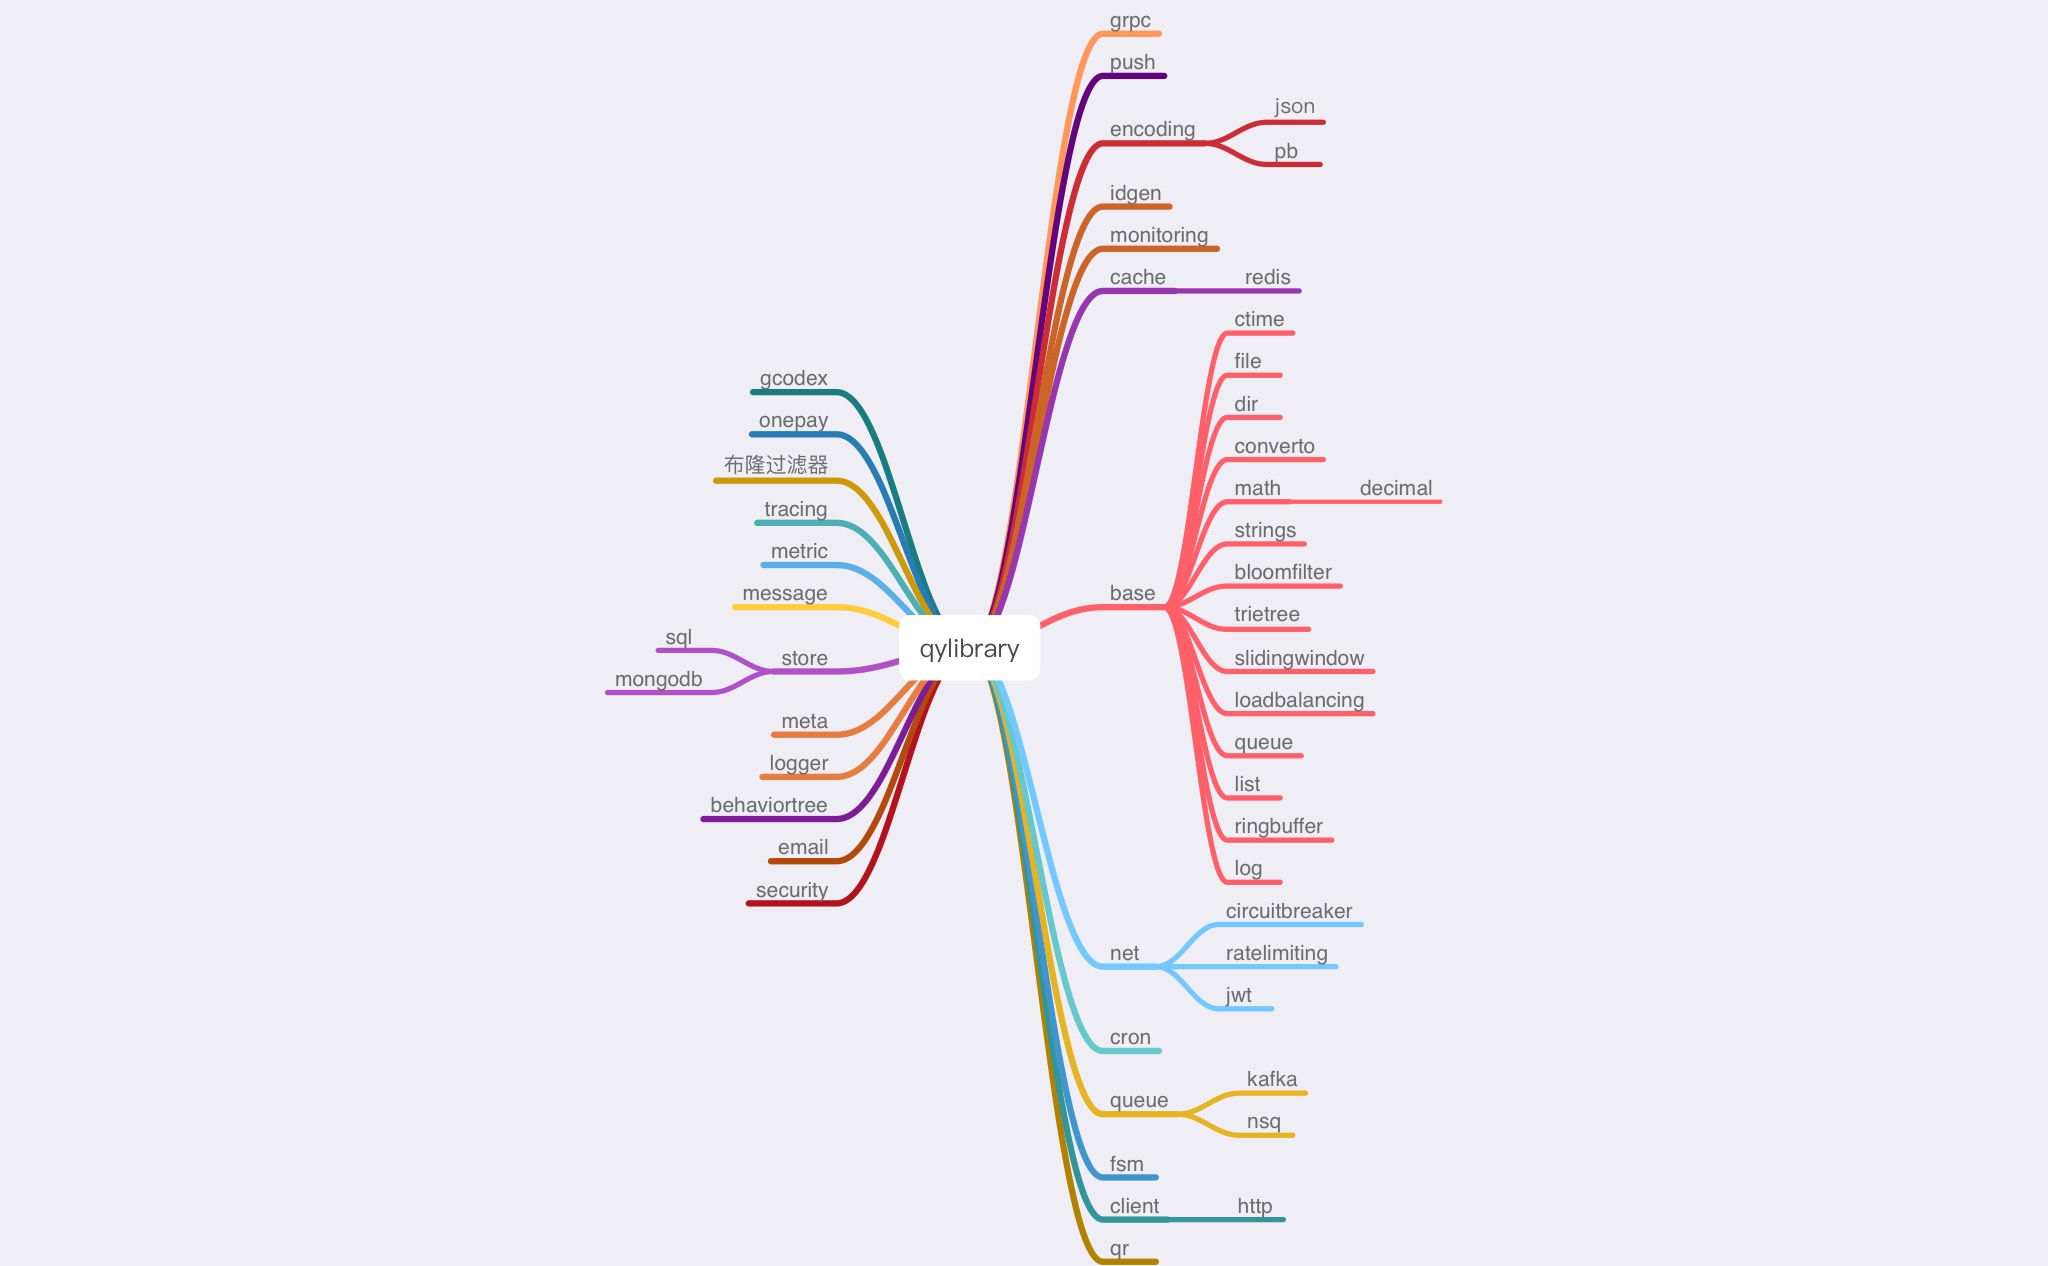 grpc
push
encoding
json
pb
idgen
monitoring
cache
redis
base
ctime
file
dir
converto
math
decimal
strings
bloomfilter
trietree
slidingwindow
loadbalancing
queue
list
ringbuffer
log
net
circuitbreaker
ratelimiting
jwt
cron
queue
kafka
nsq
fsm
client
http
qr
qylibrary
gcodex
onepay
布隆过滤器
tracing
metric
message
store
sql
mongodb
meta
logger
behaviortree
email
security